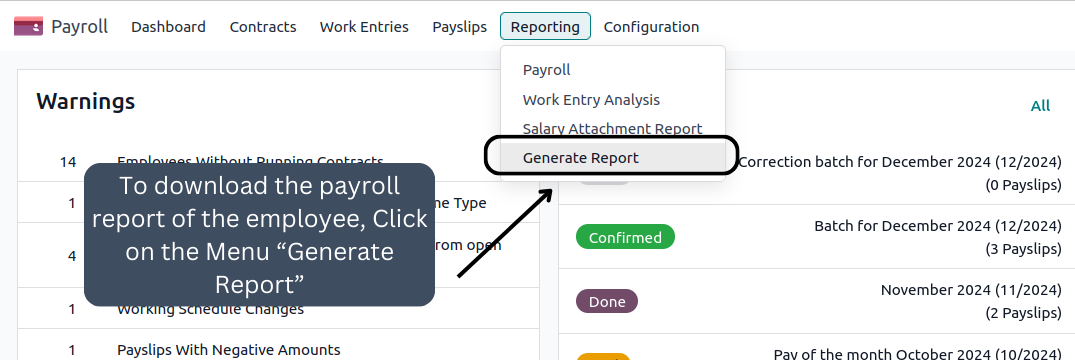 Payroll Dashboard Contracts Work Entries Payslips Reporting Configuration
Payroll
Work Entry Analysis
Salary Attachment Report
Generate Report
Warnings
14 Employees Without Running Contracts
1 me Type
4 from open
1 Working Schedule Changes
1 Payslips With Negative Amounts
To download the payroll
report of the employee, Click
on the Menu “Generate
Report”
All
Correction batch for December 2024 (12/2024)
(0 Payslips)
Confirmed
Batch for December 2024 (12/2024)
(3 Payslips)
Done
November 2024 (11/2024)
(2 Payslips)
Pay of the month October 2024 (10/2024)